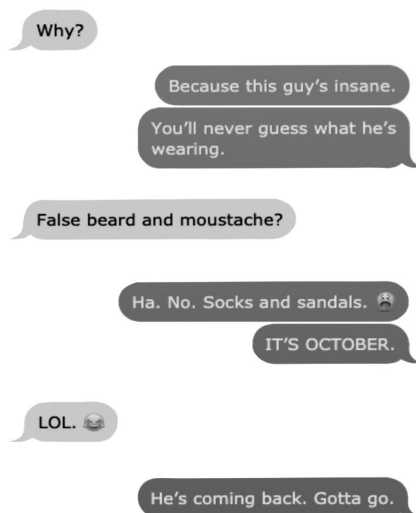 Why?
Because this guy’s insane.
You’ll never guess what he’s
wearing.
False beard and moustache?
Ha. No. Socks and sandals. 😭
IT’S OCTOBER.
LOL. 😂
He’s coming back. Gotta go.